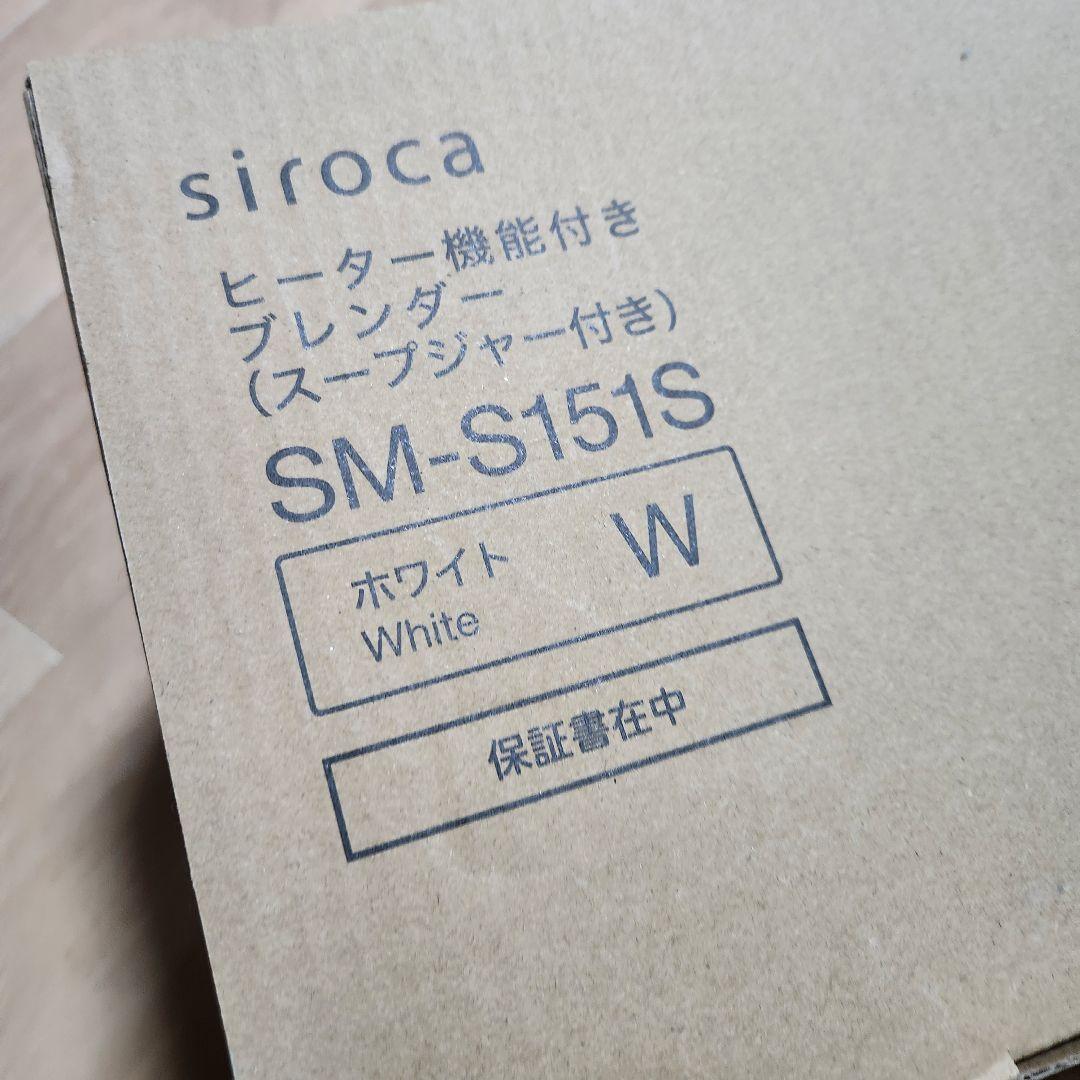 siroca
ヒーター機能付き
ブレンダー
(スープジャー付き)
SM-S151S
ホワイト W
White
保証書在中